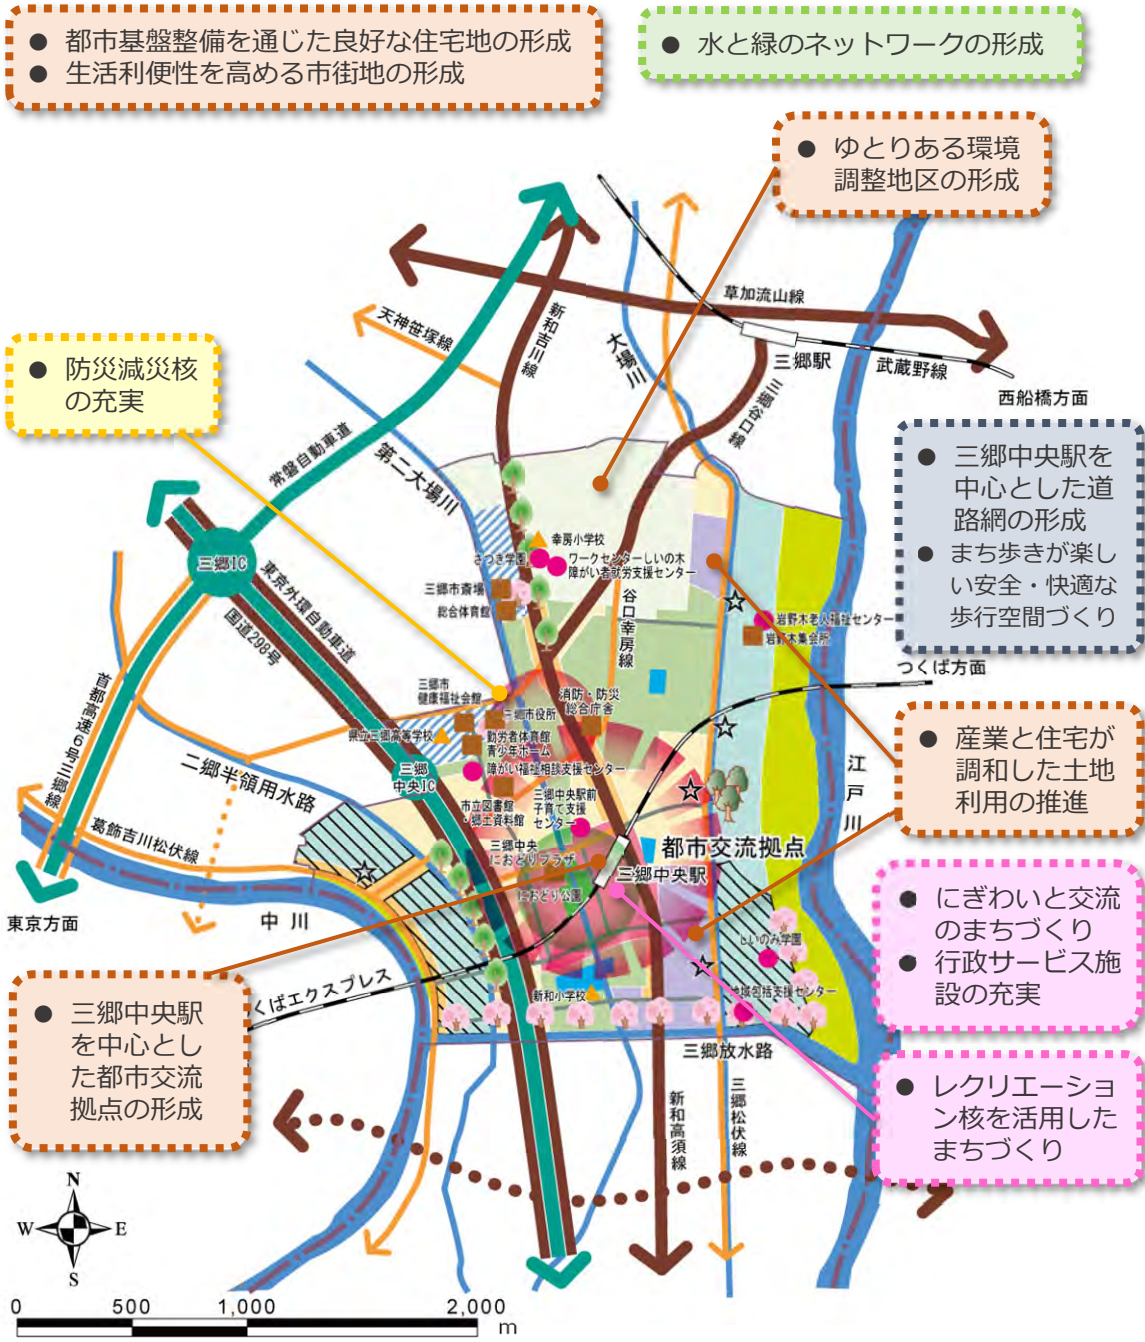 ● 都市基盤整備を通じた良好な住宅地の形成
● 生活利便性を高める市街地の形成
● 水と緑のネットワークの形成
● ゆとりある環境
調整地区の形成
草加流山線
新和吉川線
天神笹塚線
大場川
三郷駅
武蔵野線
西船橋方面
三郷谷口線
● 防災減災核
の充実
常磐自動車道
第二大場川
● 三郷中央駅を
中心とした道
路網の形成
● まち歩きが楽し
い安全・快適な
歩行空間づくり
三郷IC
東京外環自動車道
国道298号
幸房小学校
さつき学園
ワークセンターしいの木
障がい者就労支援センター
三郷市斎場
総合体育館
谷口幸房線
岩野木老人福祉センター
岩野木集会所
つくば方面
首都高速6号三郷線
三郷市
健康福祉会館
消防・防災
総合庁舎
三郷市役所
県立三郷高等学校
勤労者体育館
青少年ホーム
障がい福祉相談支援センター
三郷
中央IC
二郷半領用水路
江戸川
● 産業と住宅が
調和した土地
利用の推進
市立図書館
・郷土資料館
三郷中央駅前
子育て支援
センター
葛飾吉川松伏線
三郷中央
におどりプラザ
都市交流拠点
三郷中央駅
におどり公園
東京方面
中川
● にぎわいと交流
のまちづくり
● 行政サービス施
設の充実
しいのみ学園
くばエクスプレス
新和小学校
地域包括支援センター
● 三郷中央駅
を中心とし
た都市交流
拠点の形成
三郷放水路
● レクリエーショ
ン核を活用した
まちづくり
新和高須線
三郷松伏線
N
W E
S
0 500 1,000 2,000
m